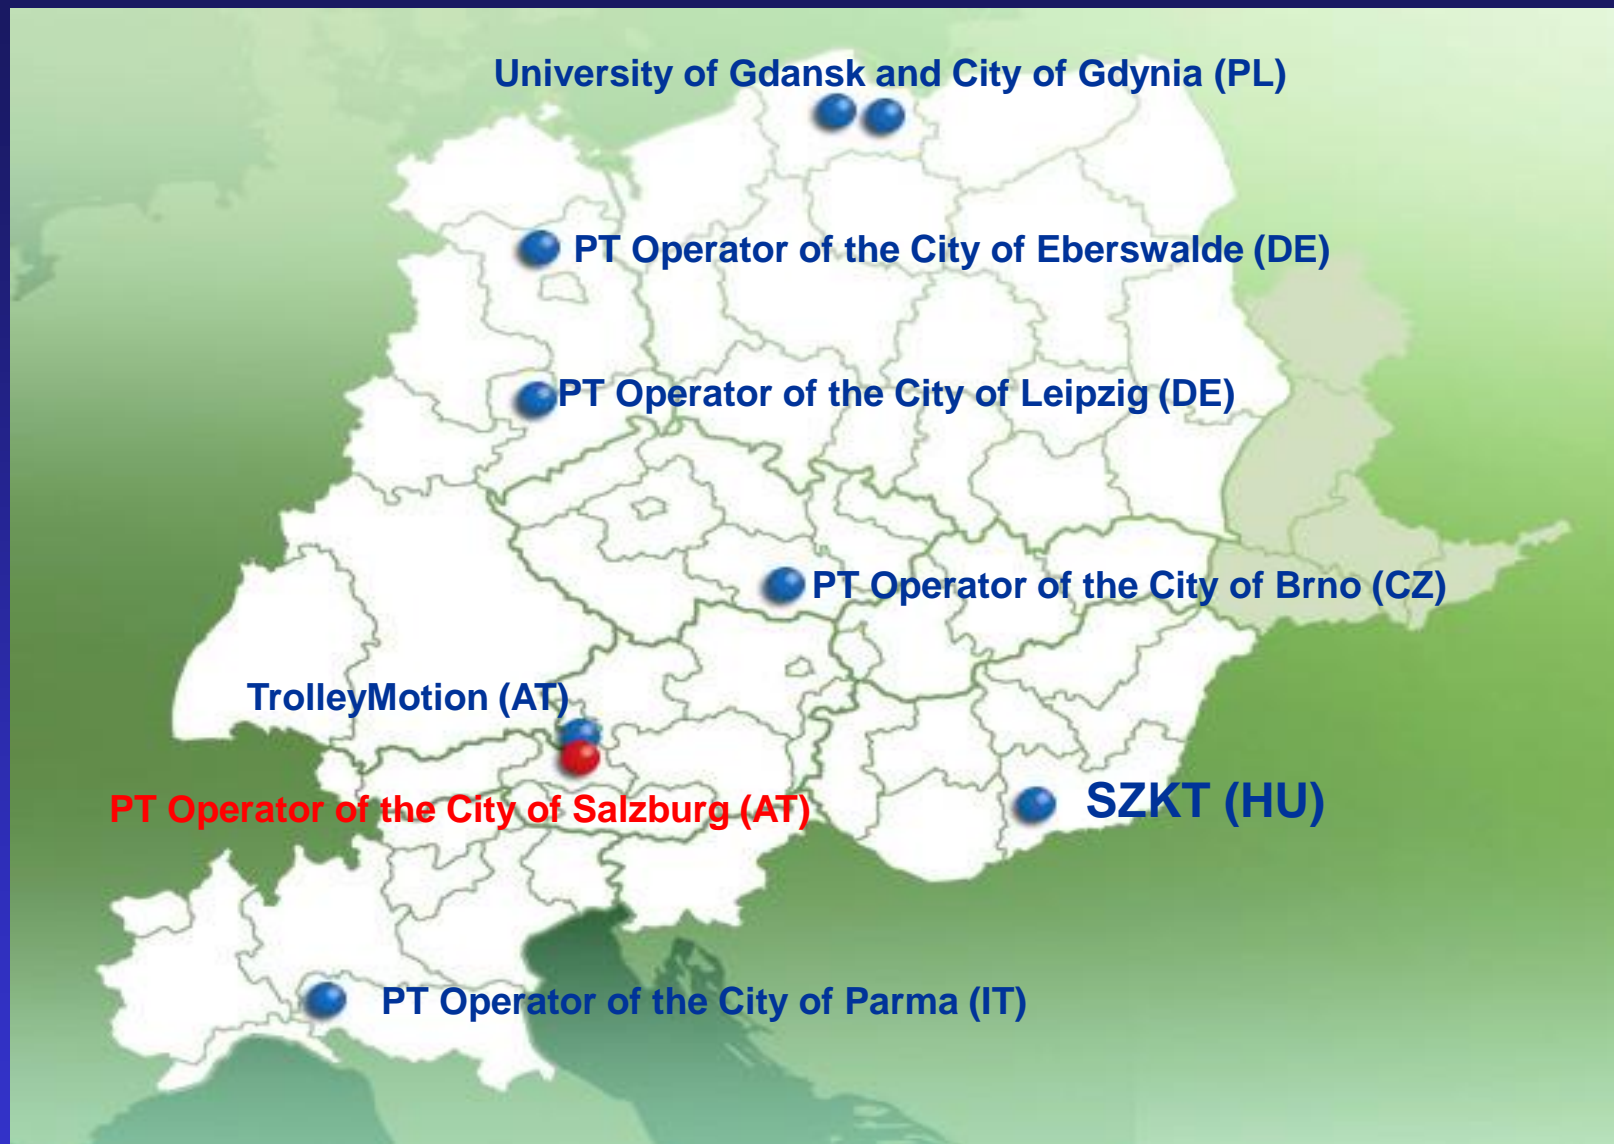 University of Gdansk and City of Gdynia (PL)
PT Operator of the City of Eberswalde (DE)
PT Operator of the City of Leipzig (DE)
PT Operator of the City of Brno (CZ)
TrolleyMotion (AT)
PT Operator of the City of Salzburg (AT)
SZKT (HU)
PT Operator of the City of Parma (IT)